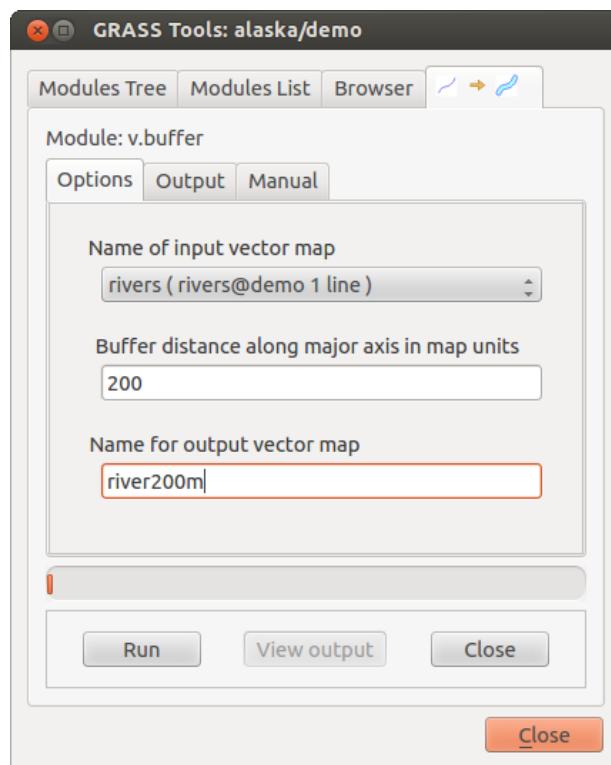 GRASS Tools: alaska/demo
Modules Tree Modules List Browser
Module: v.buffer
Options Output Manual
Name of input vector map
rivers ( rivers@demo 1 line )
Buffer distance along major axis in map units
200
Name for output vector map
river200m
Run View output Close
Close